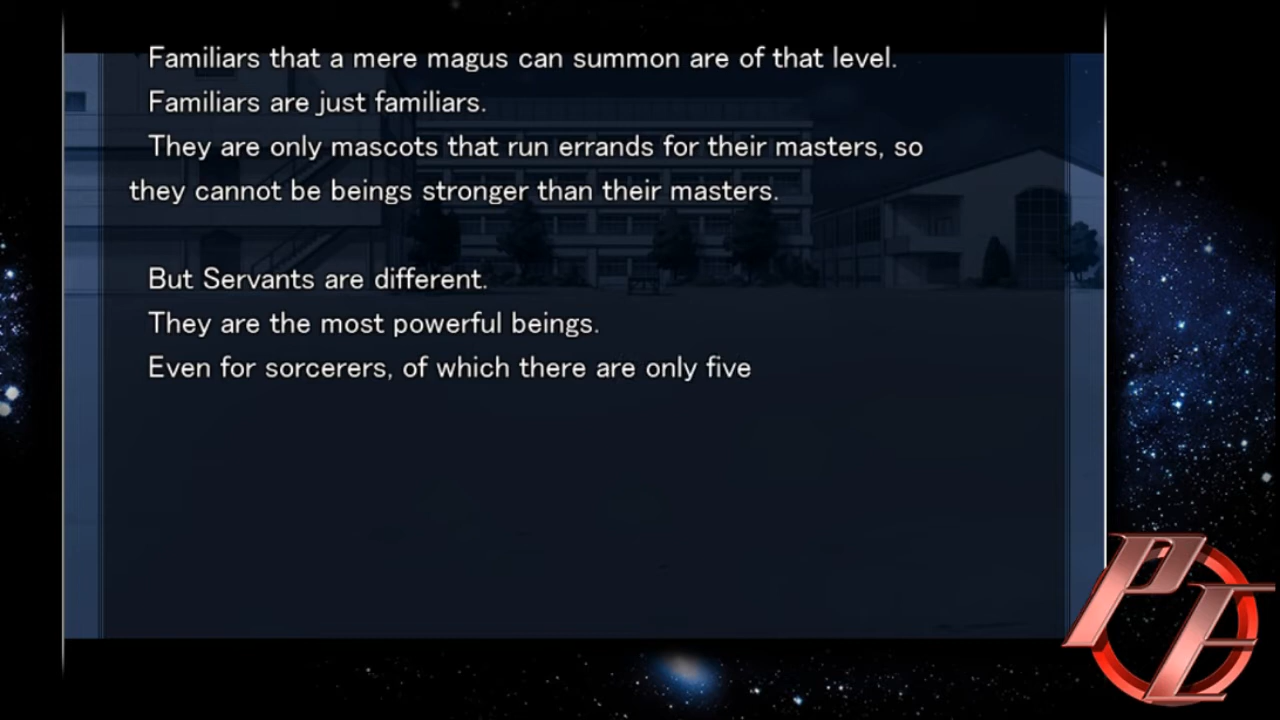 Familiars that a mere magus can summon are of that level.
Familiars are just familiars.
They are only mascots that run errands for their masters, so
they cannot be beings stronger than their masters.
But Servants are different.
They are the most powerful beings.
Even for sorcerers, of which there are only five
PE